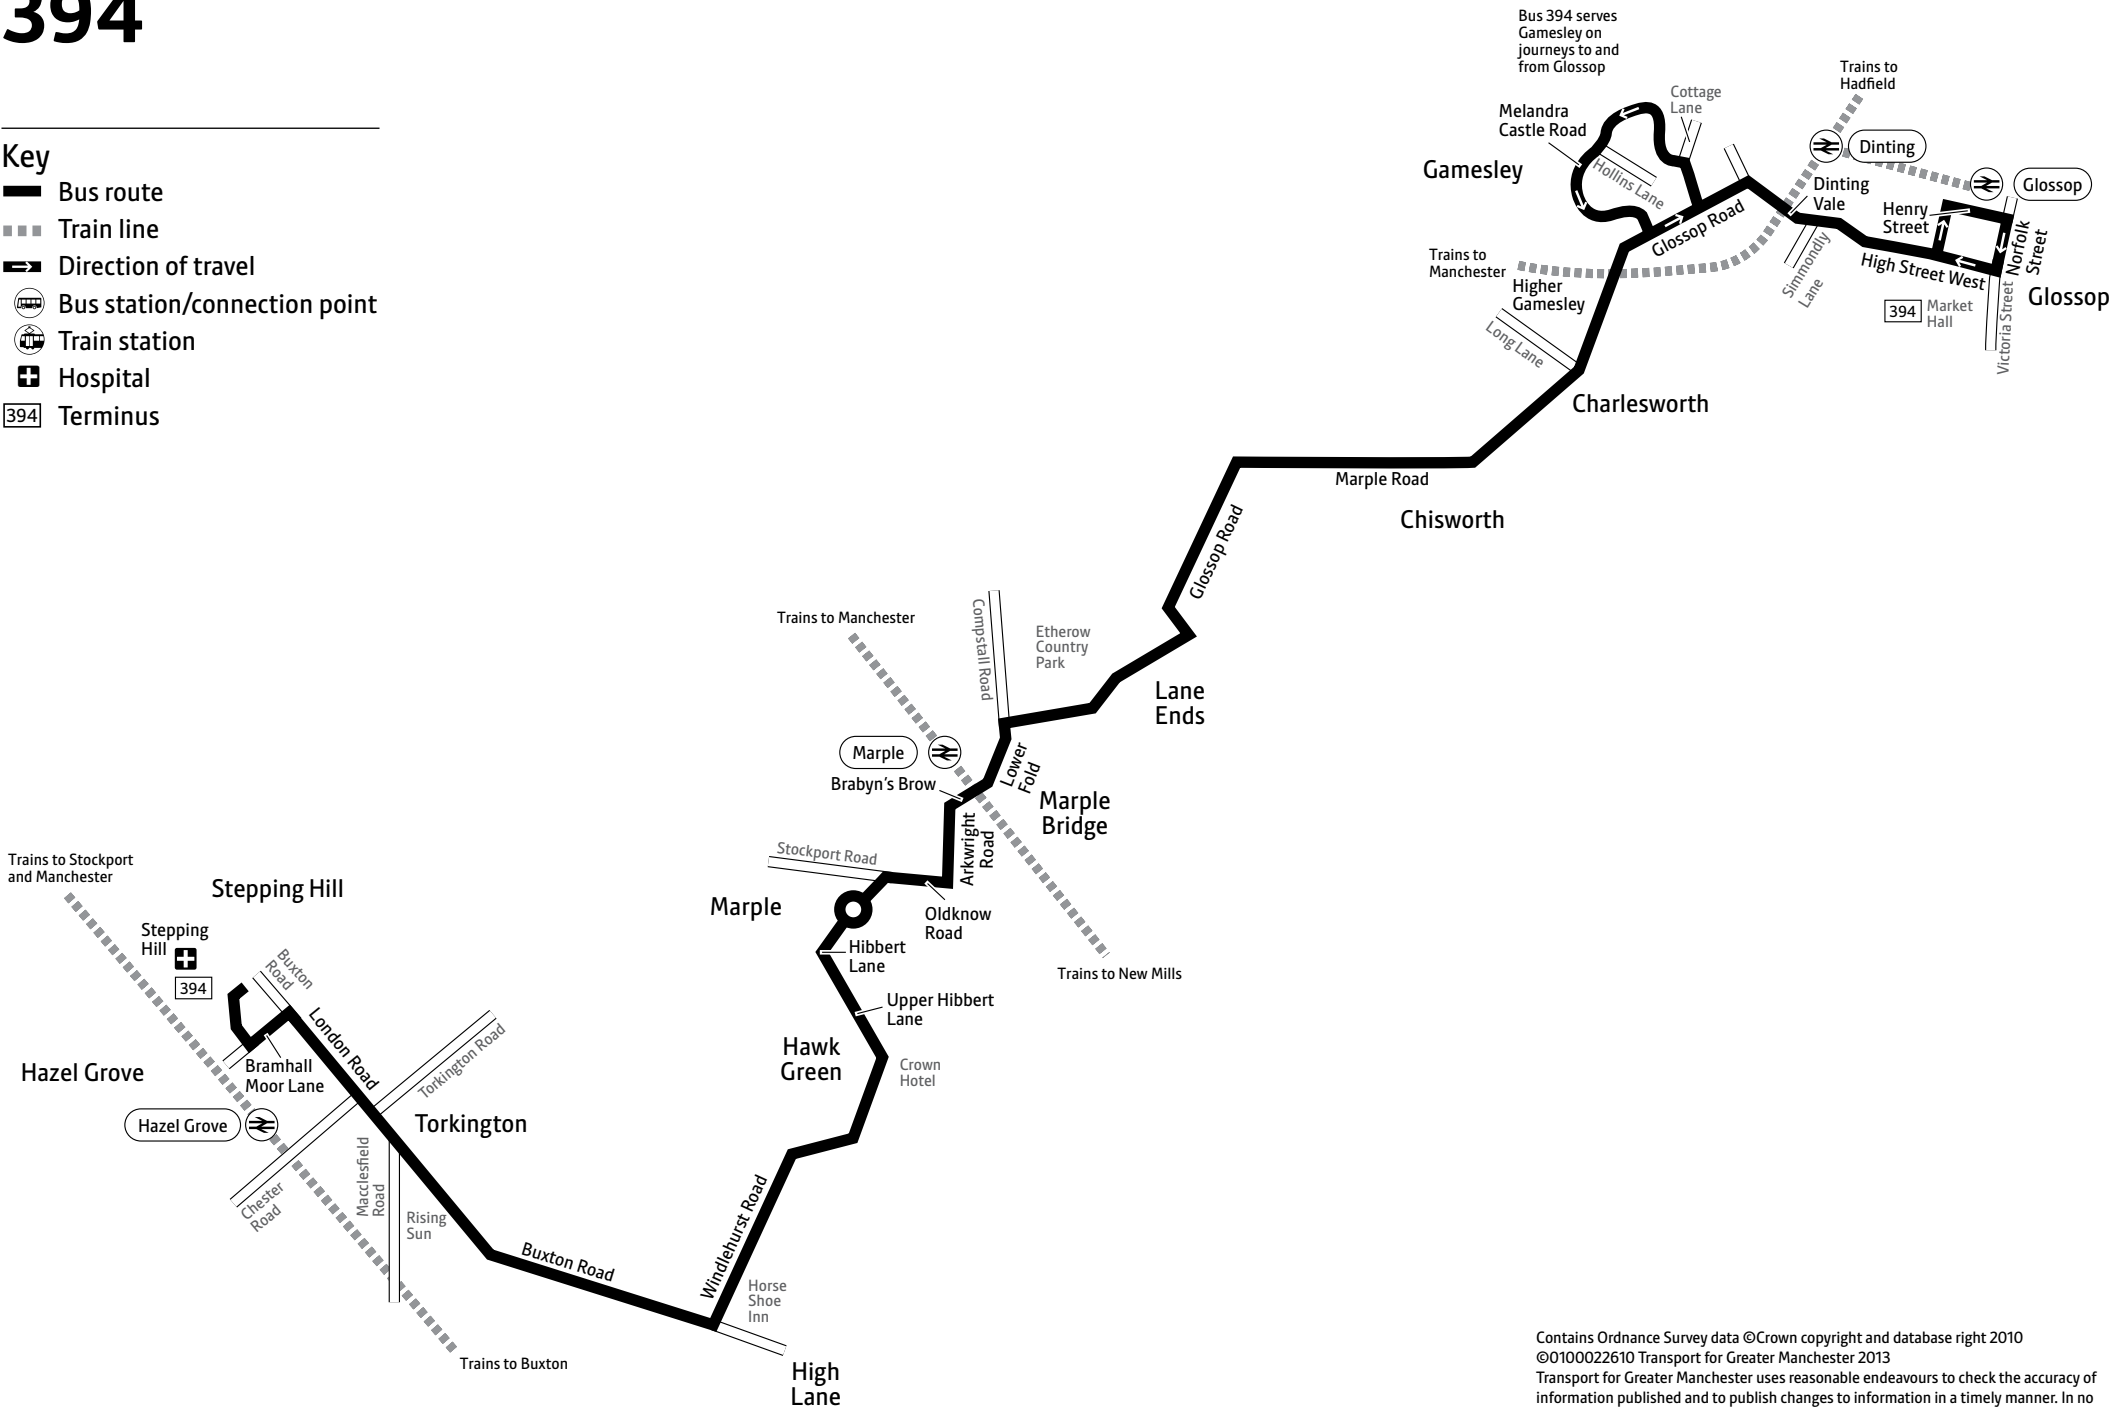 394
Key
Bus route
Train line
Direction of travel
Bus station/connection point
Train station
Hospital
394 Terminus
Bus 394 serves
Gamesley on
journeys to and
from Glossop
Trains to
Hadfield
Cottage
Lane
Melandra
Castle Road
Gamesley
Hollins Lane
Dinting
Glossop
Dinting
Vale
Henry
Street
Norfolk
Street
Glossop Road
Trains to
Manchester
Higher
Gamesley
Simmondly
Lane
High Street West
Glossop
394
Market
Hall
Victoria Street
Long Lane
Charlesworth
Marple Road
Chisworth
Glossop Road
Trains to Manchester
Compstall Road
Etherow
Country
Park
Lane
Ends
Marple
Brabyn's Brow
Lower
Fold
Marple
Bridge
Arkwright
Road
Stockport Road
Marple
Oldknow
Road
Hibbert
Lane
Trains to New Mills
Upper Hibbert
Lane
Hawk
Green
Crown
Hotel
Trains to Stockport
and Manchester
Stepping Hill
Stepping
Hill
394
Buxton
Road
London Road
Torkington Road
Hazel Grove
Bramhall
Moor Lane
Hazel Grove
Torkington
Macclesfield
Road
Chester
Road
Rising
Sun
Buxton Road
Windlehurst Road
Horse
Shoe
Inn
Trains to Buxton
High
Lane
Contains Ordnance Survey data ©Crown copyright and database right 2010
©0100022610 Transport for Greater Manchester 2013
Transport for Greater Manchester uses reasonable endeavours to check the accuracy of
information published and to publish changes to information in a timely manner. In no